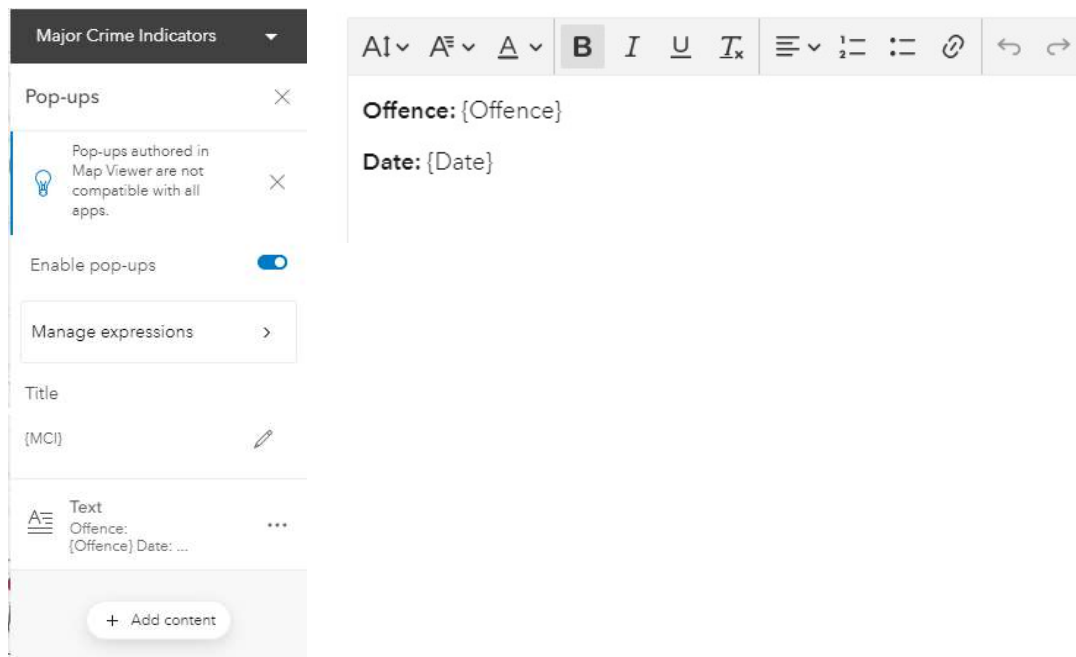 Major Crime Indicators
Pop-ups
Pop-ups authored in
Map Viewer are not
compatible with all
apps.
Enable pop-ups
Manage expressions
Title
{MCI}
Text
Offence:
{Offence} Date: ...
+ Add content
B I U
Offence: {Offence}
Date: {Date}